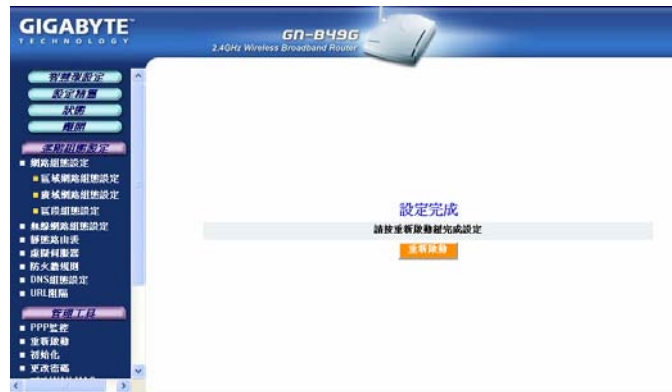 GIGABYTE™
TECHNOLOGY
GN-B49G
2.4GHz Wireless Broadband Router
智慧型設定
設定精靈
狀態
離開
進階組態設定
網路組態設定
區域網路組態設定
廣域網路組態設定
區段組態設定
無線網路組態設定
靜態路由表
虛擬伺服器
防火牆規則
DNS組態設定
URL阻隔
管理工具
PPP監控
重新啟動
初始化
更改密碼
設定完成
請按重新啟動鈕完成設定
重新啟動